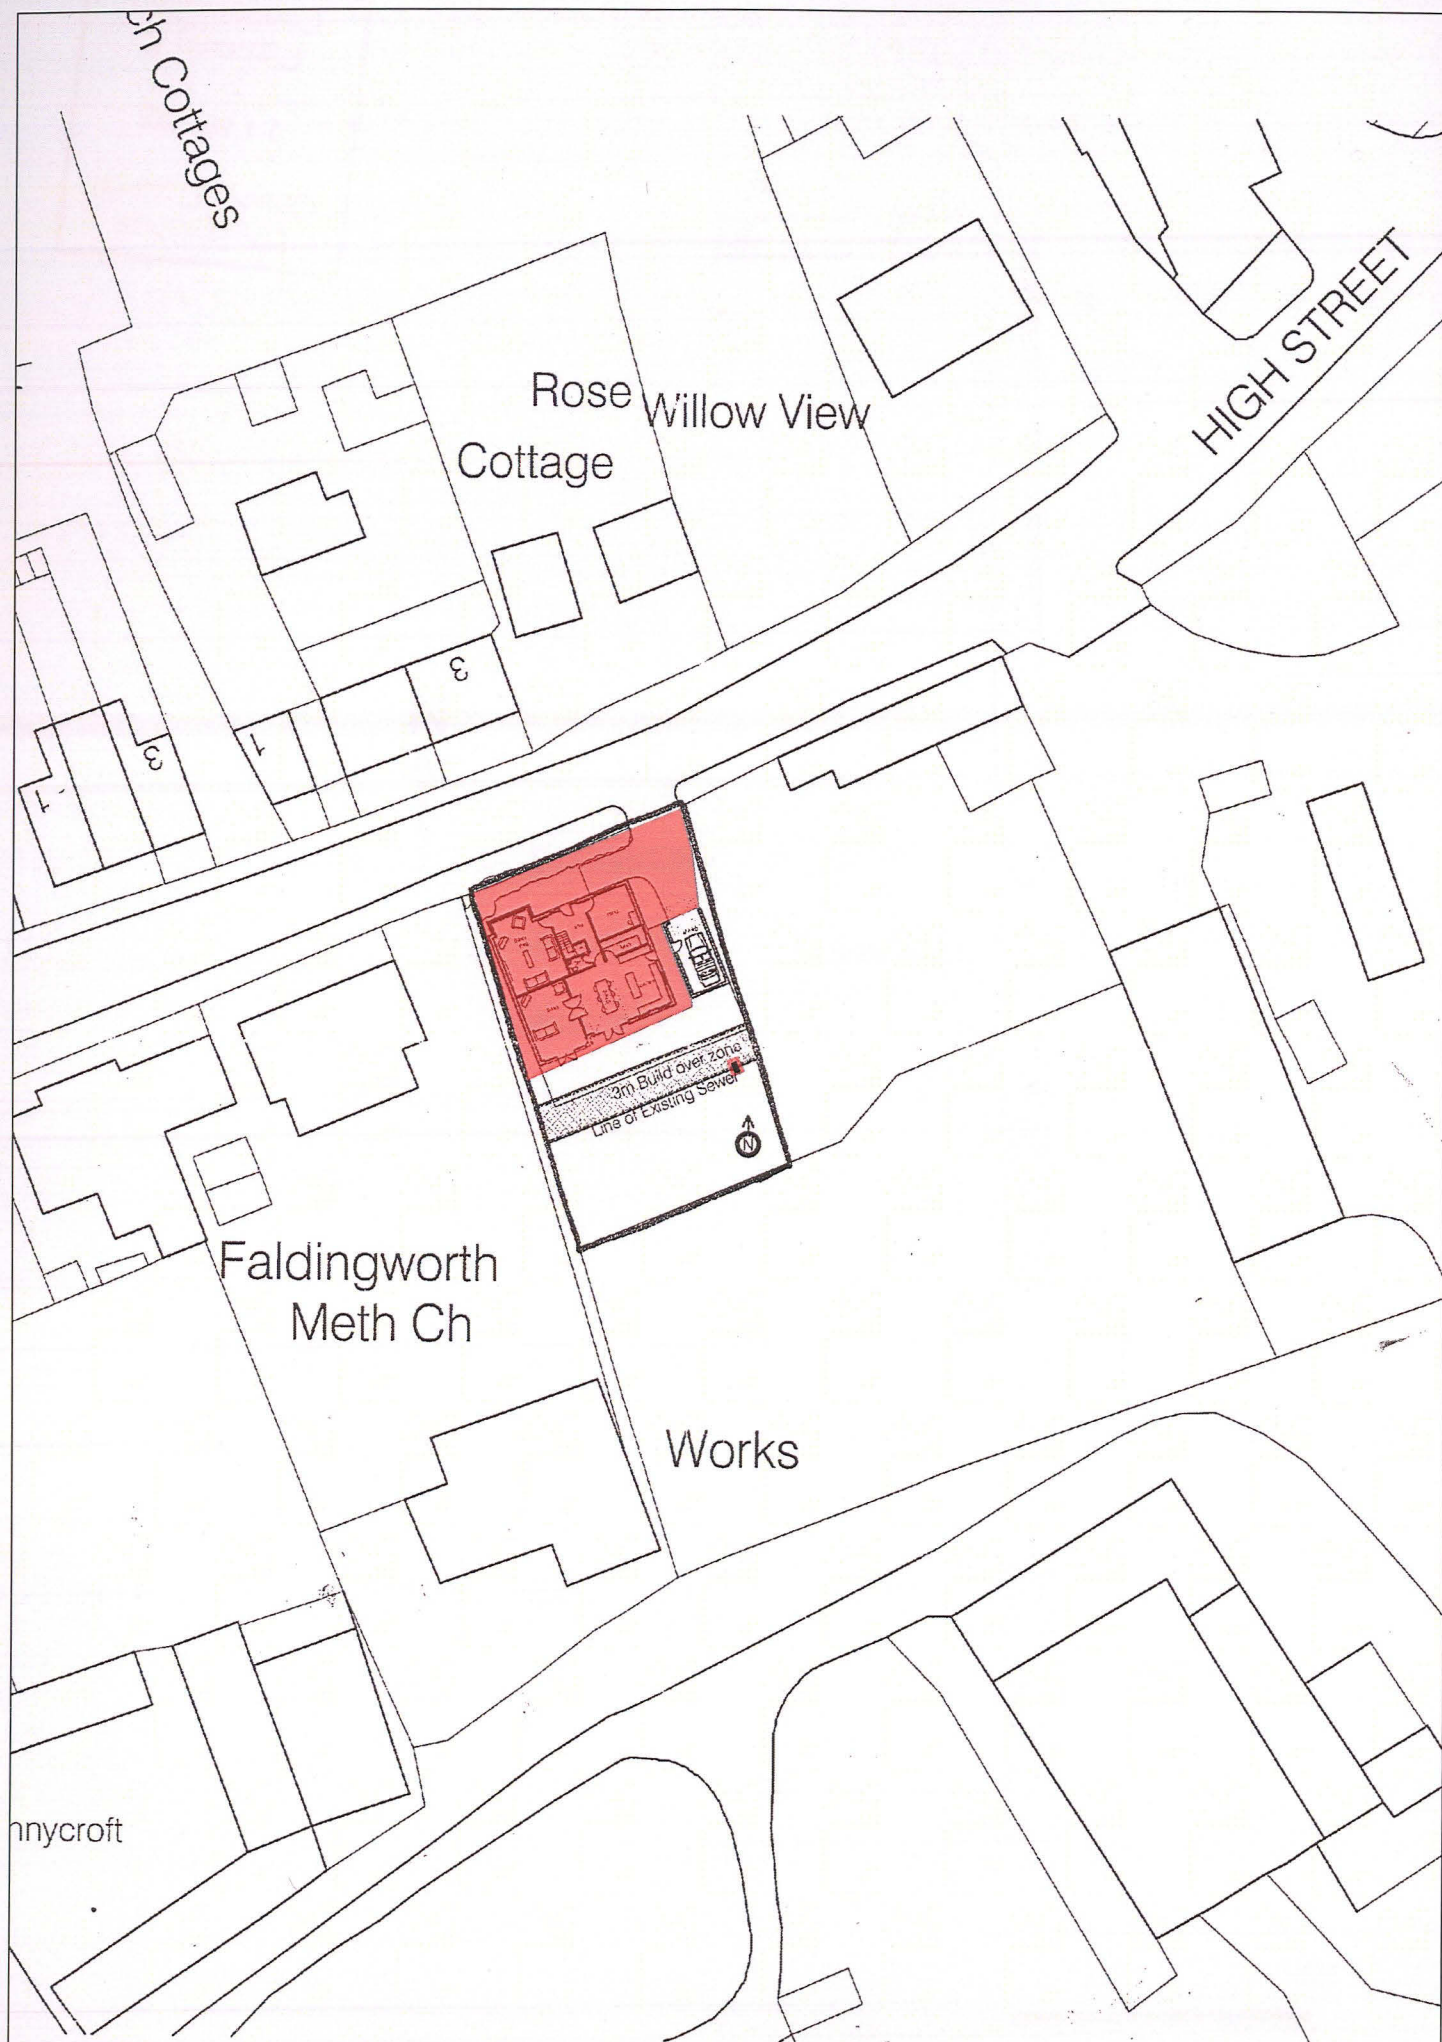 ch Cottages
HIGH STREET
Rose
Cottage
Willow View
3
1
3
1
3m Build over zone
Line of Existing Sewer
N
Faldingworth
Meth Ch
Works
nnycroft